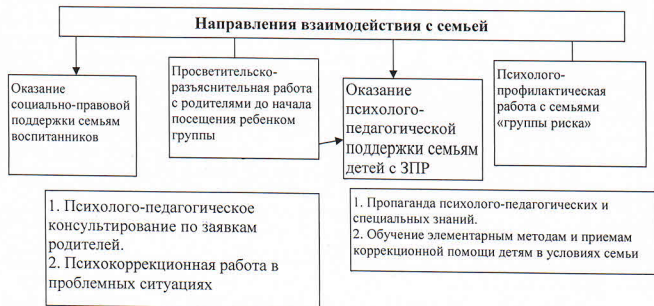 Направления взаимодействия с семьей
Оказание
социально-правовой
поддержки семьям
воспитанников
Просветительско-
разъяснительная работа
с родителями до начала
посещения ребенком
группы
Оказание
психолого-
педагогической
поддержки семьям
детей с ЗПР
Психолого-
профилактическая
работа с семьями
«группы риска»
1. Психолого-педагогическое
консультирование по заявкам
родителей.
2. Психокоррекционная работа в
проблемных ситуациях
1. Пропаганда психолого-педагогических и
специальных знаний.
2. Обучение элементарным методам и приемам
коррекционной помощи детям в условиях семьи